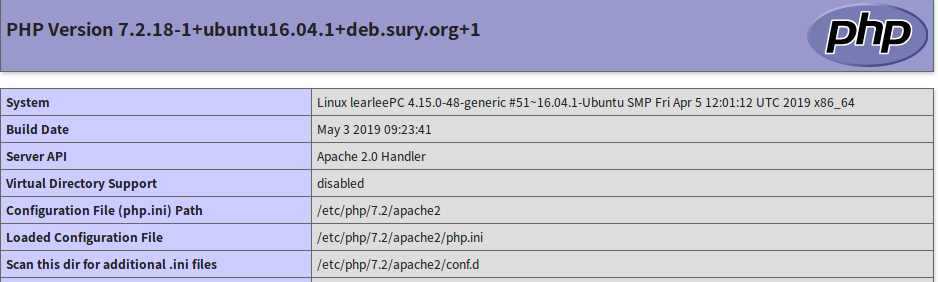 PHP Version 7.2.18-1+ubuntu16.04.1+deb.sury.org+1
php
System Linux learleePC 4.15.0-48-generic #51~16.04.1-Ubuntu SMP Fri Apr 5 12:01:12 UTC 2019 x86_64
Build Date May 3 2019 09:23:41
Server API Apache 2.0 Handler
Virtual Directory Support disabled
Configuration File (php.ini) Path /etc/php/7.2/apache2
Loaded Configuration File /etc/php/7.2/apache2/php.ini
Scan this dir for additional .ini files /etc/php/7.2/apache2/conf.d